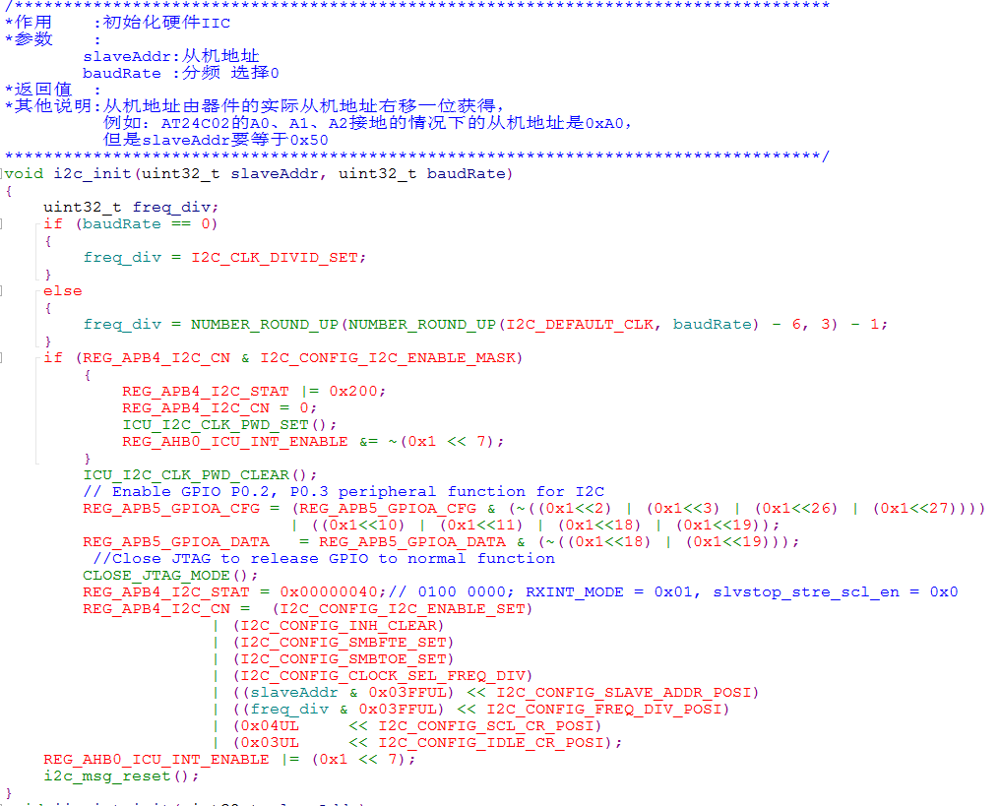 /***********************************************************************************
*作用    :初始化硬件IIC
*参数    :
        slaveAddr:从机地址
        baudRate :分频 选择0
*返回值  :
*其他说明:从机地址由器件的实际从机地址右移一位获得，
          例如：AT24C02的A0、A1、A2接地的情况下的从机地址是0xA0，
          但是slaveAddr要等于0x50
***********************************************************************************/
void i2c_init(uint32_t slaveAddr, uint32_t baudRate)
{
    uint32_t freq_div;
    if (baudRate == 0)
    {
        freq_div = I2C_CLK_DIVID_SET;
    }
    else
    {
        freq_div = NUMBER_ROUND_UP(NUMBER_ROUND_UP(I2C_DEFAULT_CLK, baudRate) - 6, 3) - 1;
    }
    if (REG_APB4_I2C_CN & I2C_CONFIG_I2C_ENABLE_MASK)
        {
            REG_APB4_I2C_STAT |= 0x200;
            REG_APB4_I2C_CN = 0;
            ICU_I2C_CLK_PWD_SET();
            REG_AHB0_ICU_INT_ENABLE &= ~(0x1 << 7);
        }
        ICU_I2C_CLK_PWD_CLEAR();
        // Enable GPIO P0.2, P0.3 peripheral function for I2C
        REG_APB5_GPIOA_CFG = (REG_APB5_GPIOA_CFG & (~((0x1<<2) | (0x1<<3) | (0x1<<26) | (0x1<<27))))
                             | ((0x1<<10) | (0x1<<11) | (0x1<<18) | (0x1<<19));
        REG_APB5_GPIOA_DATA   = REG_APB5_GPIOA_DATA & (~((0x1<<18) | (0x1<<19)));
         //Close JTAG to release GPIO to normal function
        CLOSE_JTAG_MODE();
        REG_APB4_I2C_STAT = 0x00000040;// 0100 0000; RXINT_MODE = 0x01, slvstop_stre_scl_en = 0x0
        REG_APB4_I2C_CN =  (I2C_CONFIG_I2C_ENABLE_SET)
                     | (I2C_CONFIG_INH_CLEAR)
                     | (I2C_CONFIG_SMBFTE_SET)
                     | (I2C_CONFIG_SMBTOE_SET)
                     | (I2C_CONFIG_CLOCK_SEL_FREQ_DIV)
                     | ((slaveAddr & 0x03FFUL) << I2C_CONFIG_SLAVE_ADDR_POSI)
                     | ((freq_div & 0x03FFUL) << I2C_CONFIG_FREQ_DIV_POSI)
                     | (0x04UL     << I2C_CONFIG_SCL_CR_POSI)
                     | (0x03UL     << I2C_CONFIG_IDLE_CR_POSI);
    REG_AHB0_ICU_INT_ENABLE |= (0x1 << 7);
    i2c_msg_reset();
}